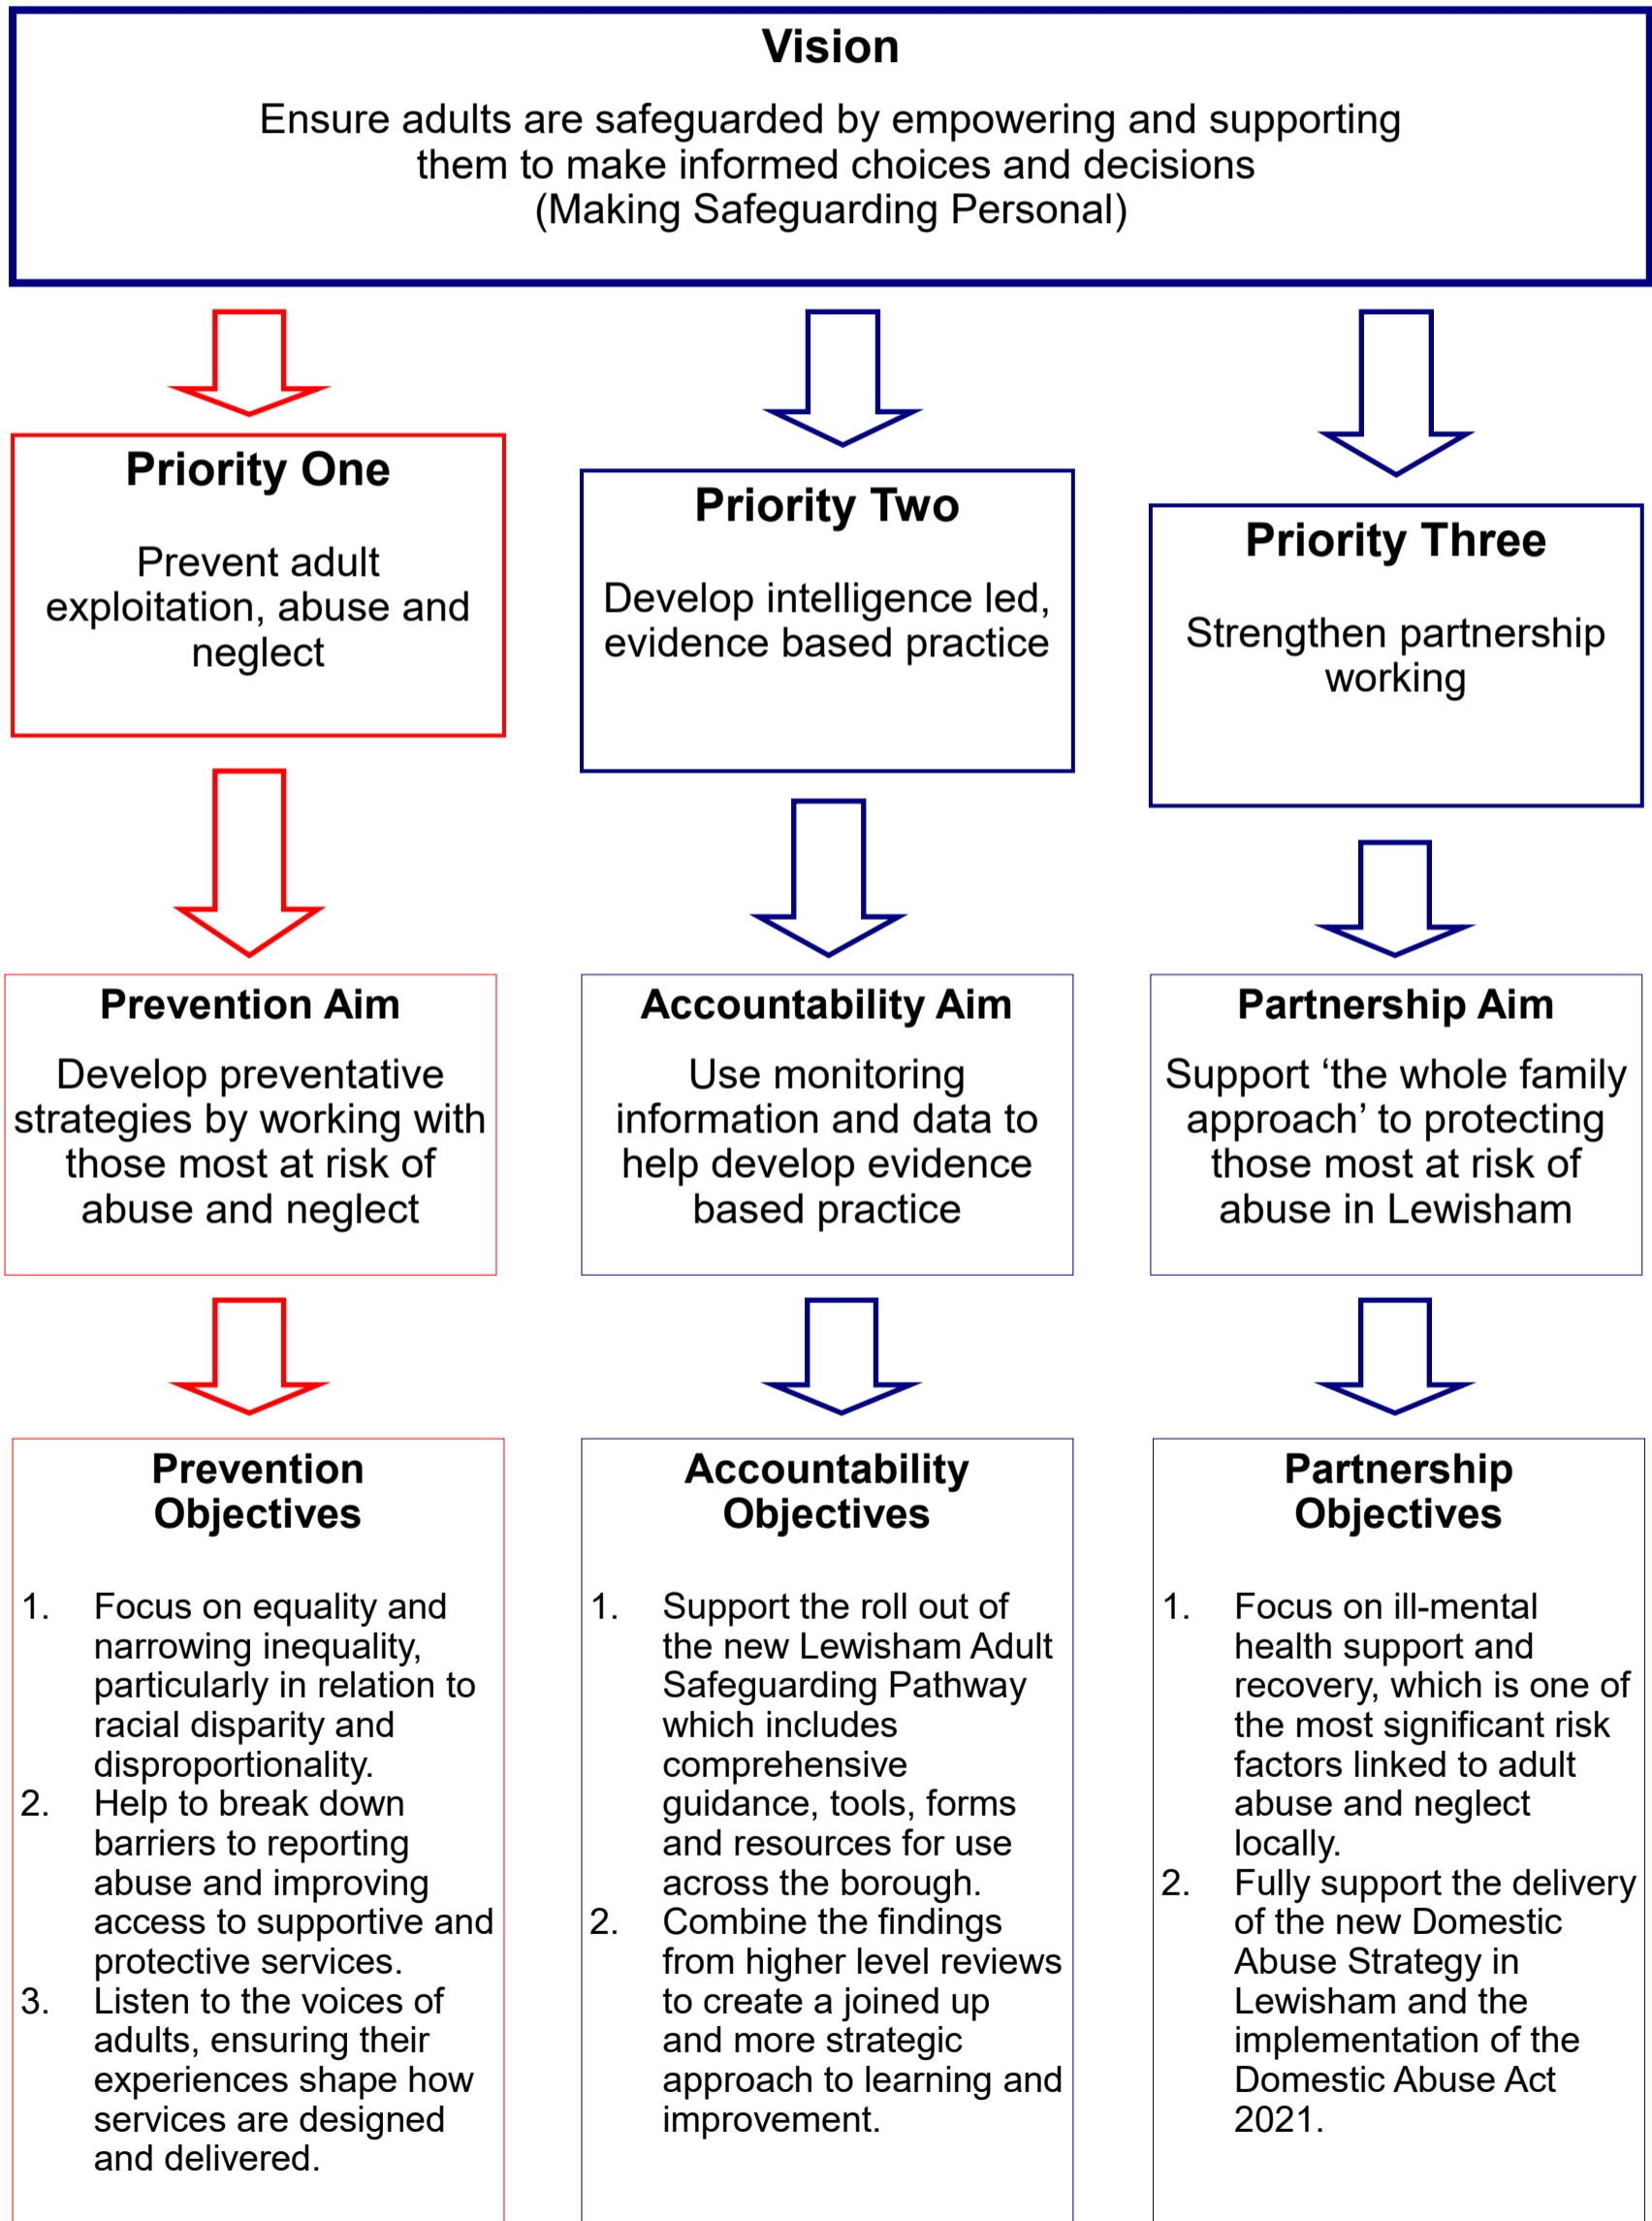 Vision
Ensure adults are safeguarded by empowering and supporting
them to make informed choices and decisions
(Making Safeguarding Personal)
Priority One
Prevent adult
exploitation, abuse and
neglect
Priority Two
Develop intelligence led,
evidence based practice
Priority Three
Strengthen partnership
working
Prevention Aim
Develop preventative
strategies by working with
those most at risk of
abuse and neglect
Accountability Aim
Use monitoring
information and data to
help develop evidence
based practice
Partnership Aim
Support ‘the whole family
approach’ to protecting
those most at risk of
abuse in Lewisham
Prevention
Objectives
1. Focus on equality and
narrowing inequality,
particularly in relation to
racial disparity and
disproportionality.
2. Help to break down
barriers to reporting
abuse and improving
access to supportive and
protective services.
3. Listen to the voices of
adults, ensuring their
experiences shape how
services are designed
and delivered.
Accountability
Objectives
1. Support the roll out of
the new Lewisham Adult
Safeguarding Pathway
which includes
comprehensive
guidance, tools, forms
and resources for use
across the borough.
2. Combine the findings
from higher level reviews
to create a joined up
and more strategic
approach to learning and
improvement.
Partnership
Objectives
1. Focus on ill-mental
health support and
recovery, which is one of
the most significant risk
factors linked to adult
abuse and neglect
locally.
2. Fully support the delivery
of the new Domestic
Abuse Strategy in
Lewisham and the
implementation of the
Domestic Abuse Act
2021.